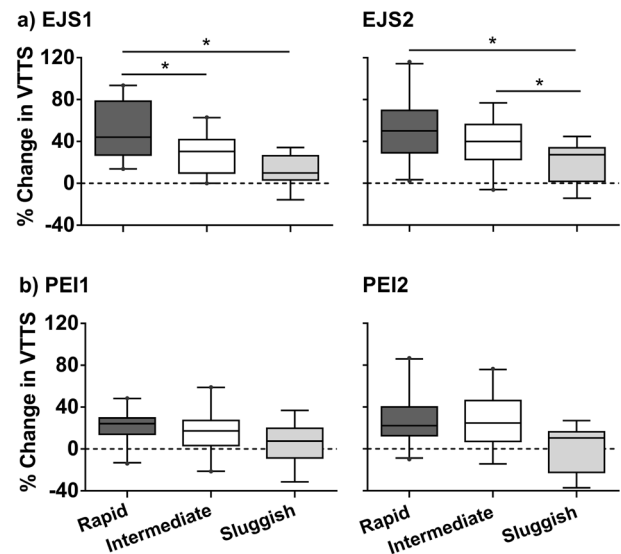 a) EJS1
EJS2
% Change in VTTS
120
80
40
0
-40
*
*
*
*
b) PEI1
PEI2
% Change in VTTS
120
80
40
0
-40
Rapid
Intermediate
Sluggish
Rapid
Intermediate
Sluggish